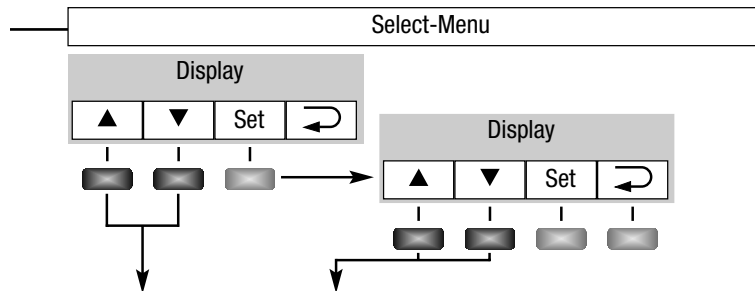 Select-Menu
Display
▲ ▼ Set
Display
▲ ▼ Set